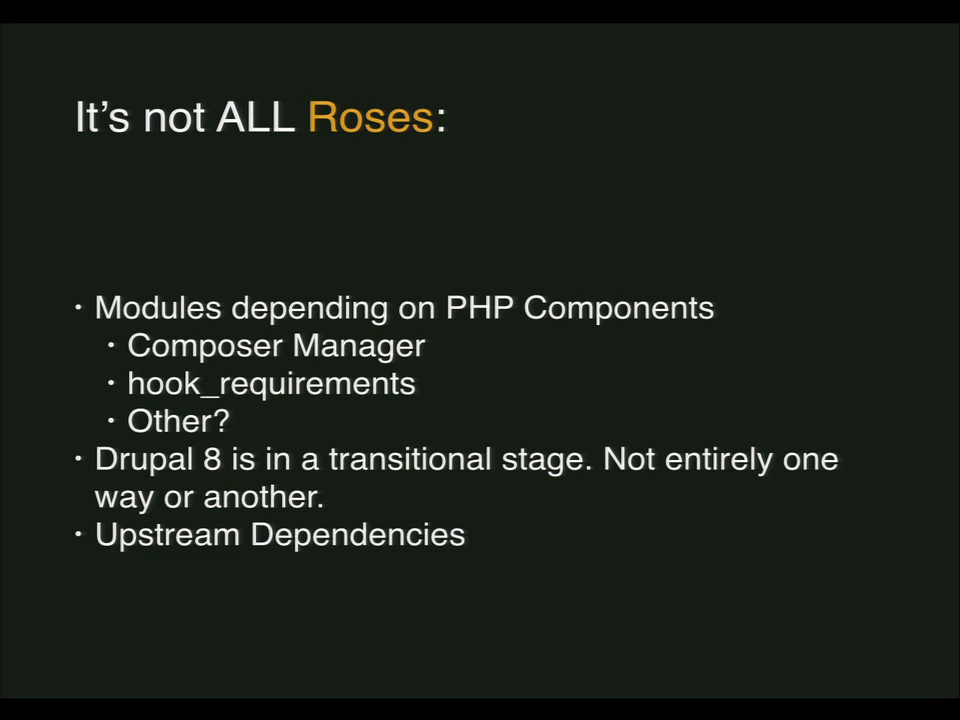 It’s not ALL Roses:
• Modules depending on PHP Components
• Composer Manager
• hook_requirements
• Other?
• Drupal 8 is in a transitional stage. Not entirely one
way or another.
• Upstream Dependencies